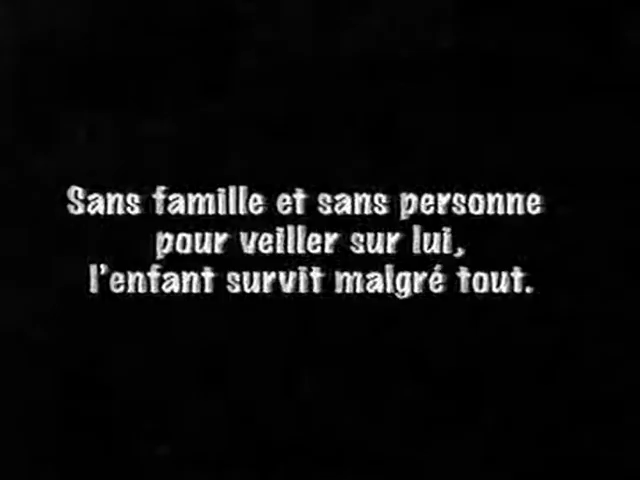 Sans famille et sans personne
pour veiller sur lui,
l'enfant survit malgré tout.